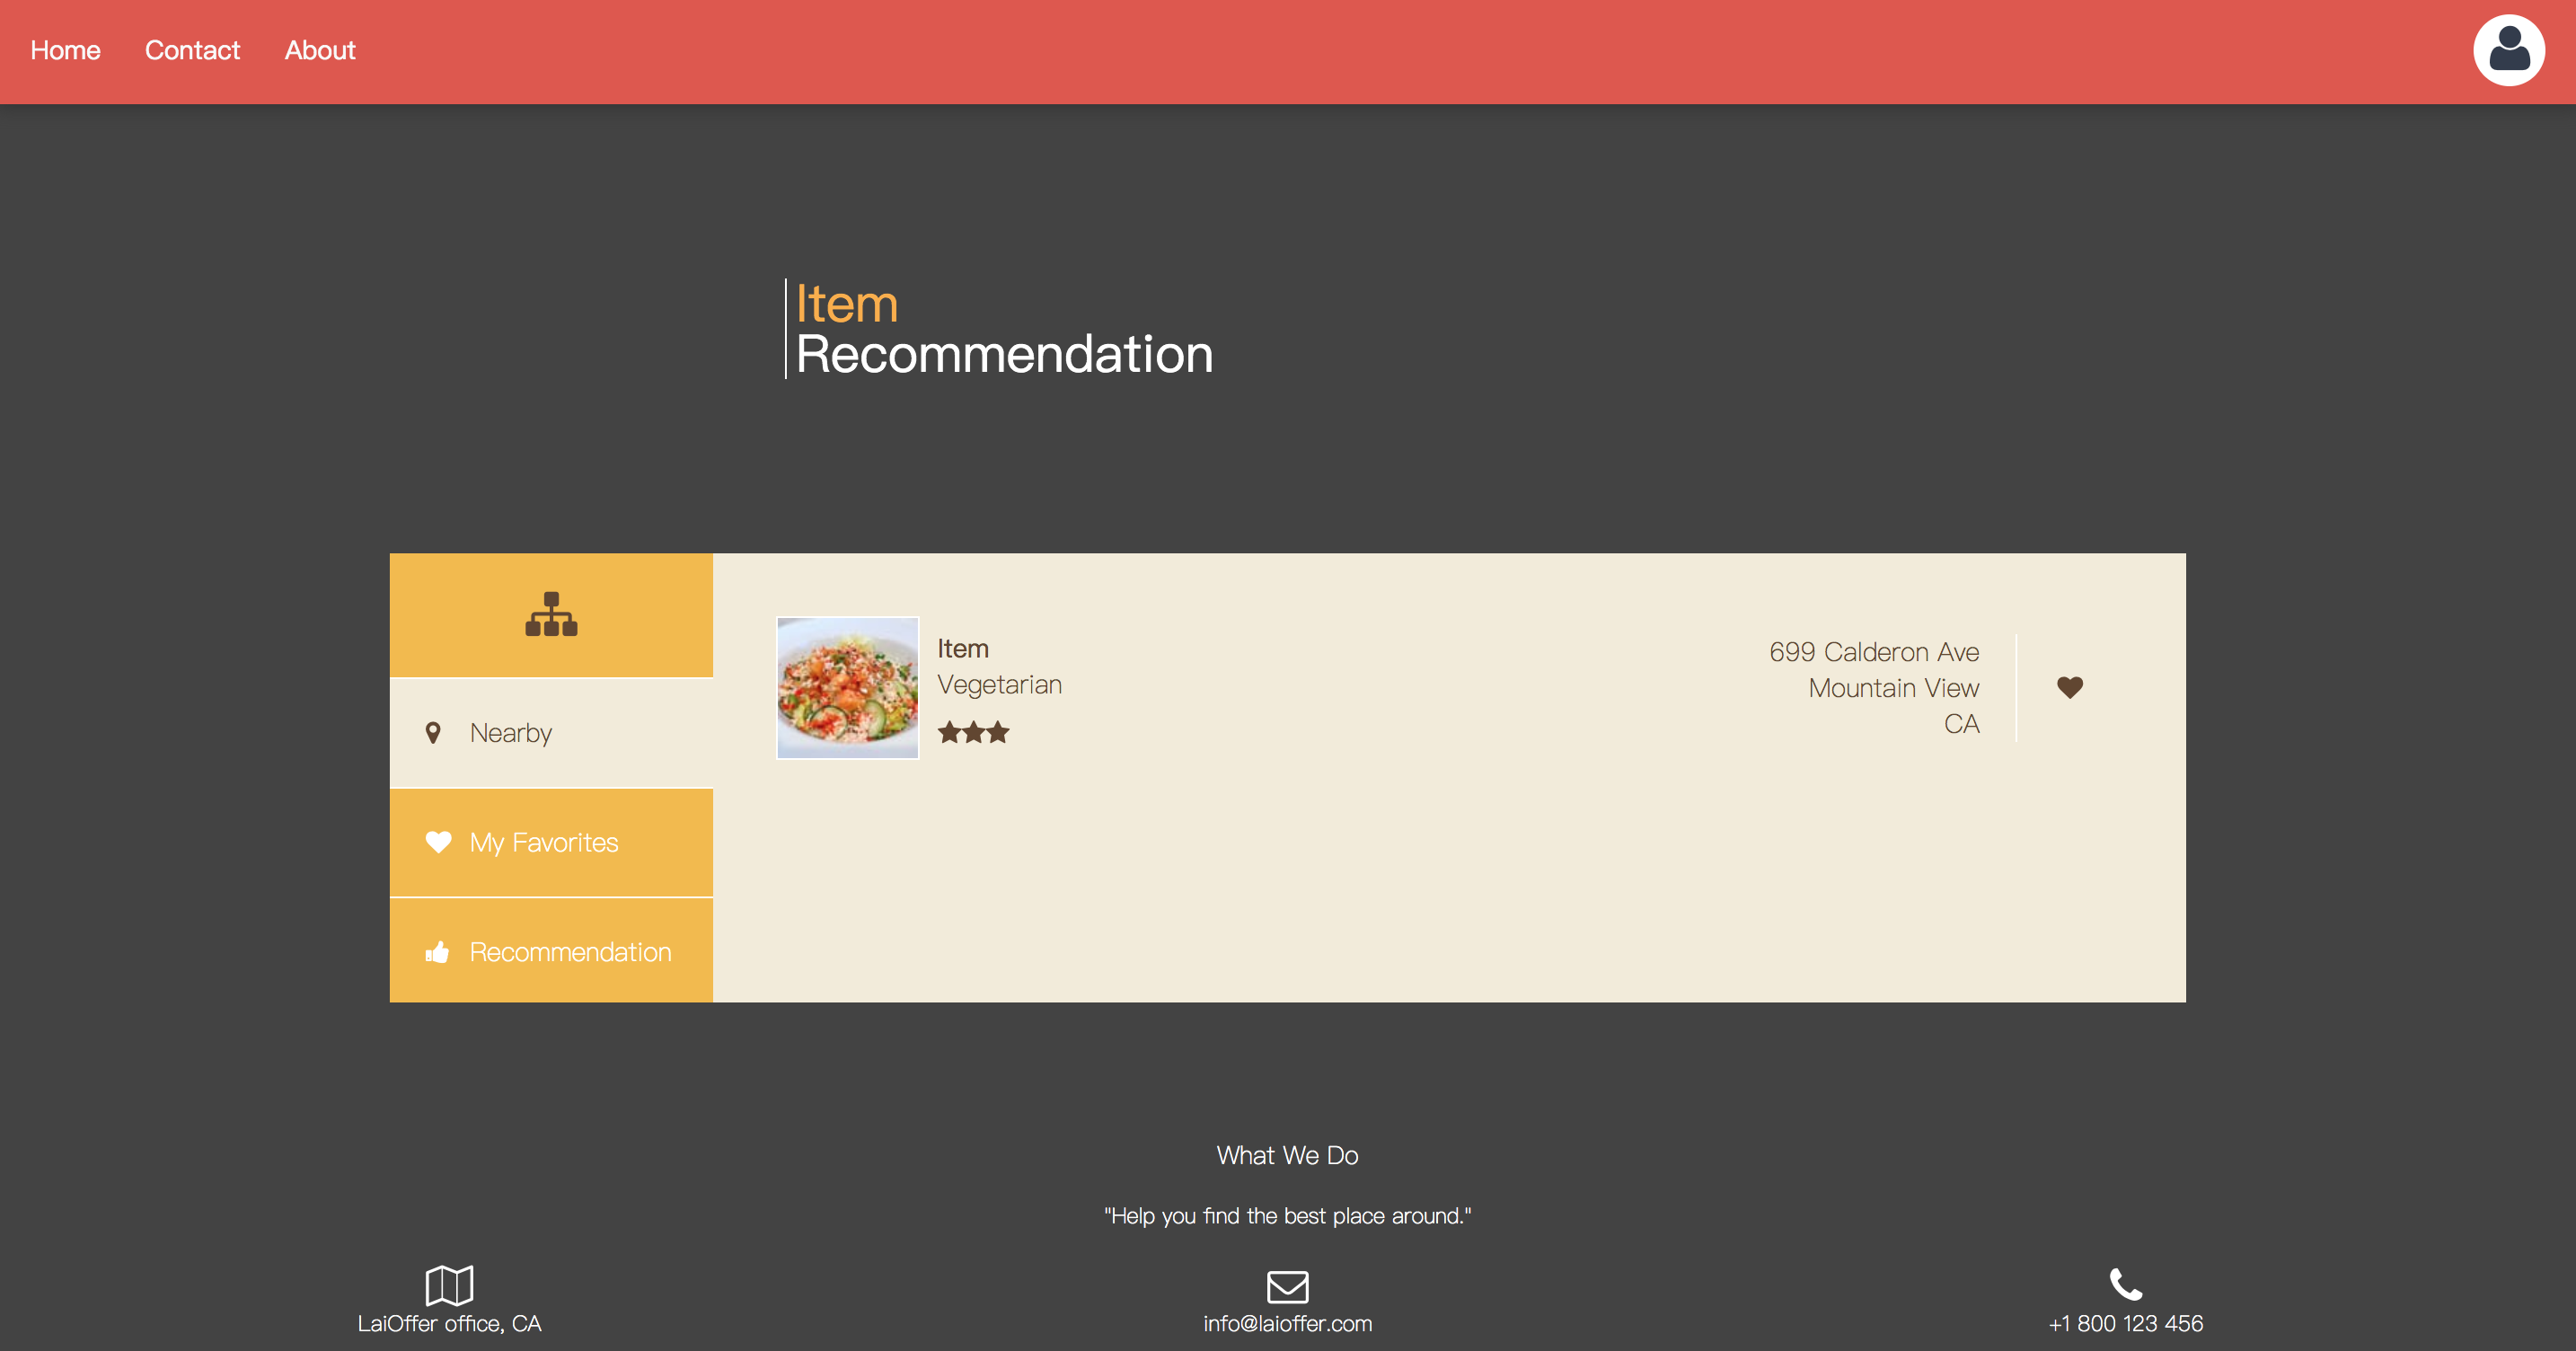 Home
Contact
About
Item
Recommendation
Nearby
My Favorites
Recommendation
Item
Vegetarian
699 Calderon Ave
Mountain View
CA
What We Do
"Help you find the best place around."
LaiOffer office, CA
info@laioffer.com
+1 800 123 456